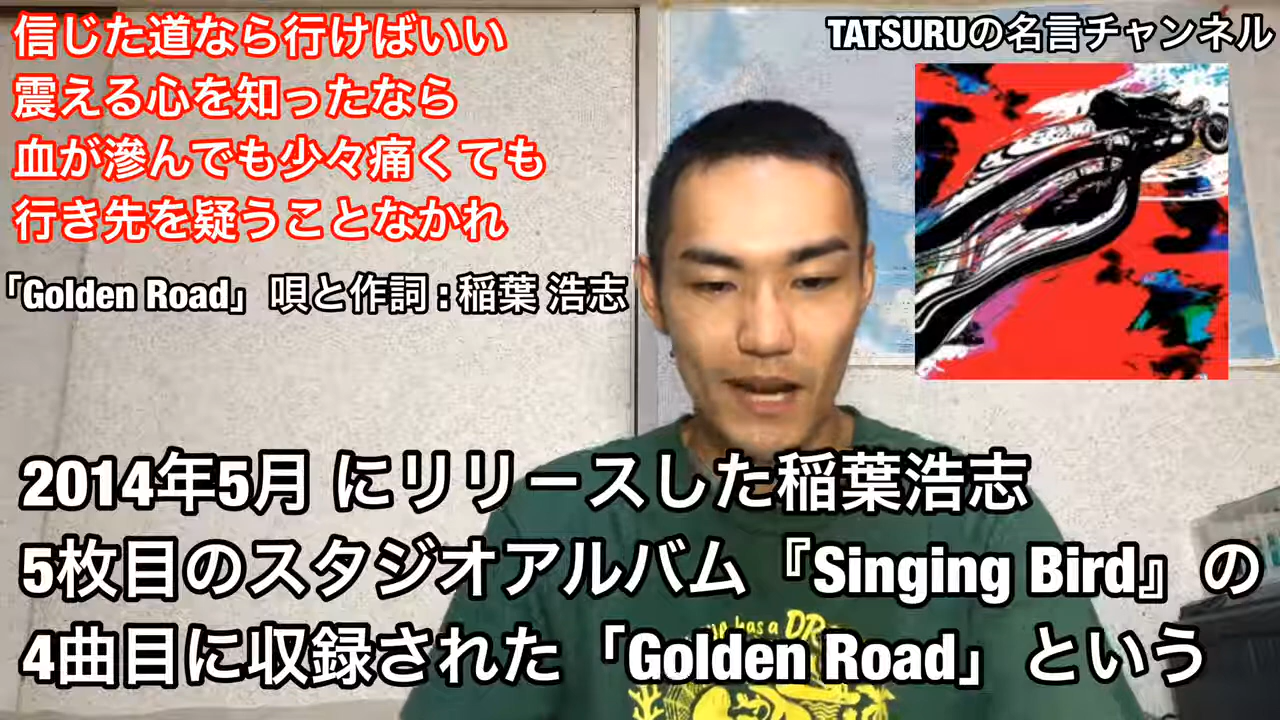 信じた道なら行けばいい
震える心を知ったなら
血が滲んでも少々痛くても
行き先を疑うことなかれ
「Golden Road」唄と作詞 : 稲葉 浩志
TATSURUの名言チャンネル
2014年5月 にリリースした稲葉浩志
5枚目のスタジオアルバム『Singing Bird』の
4曲目に収録された「Golden Road」という
has a